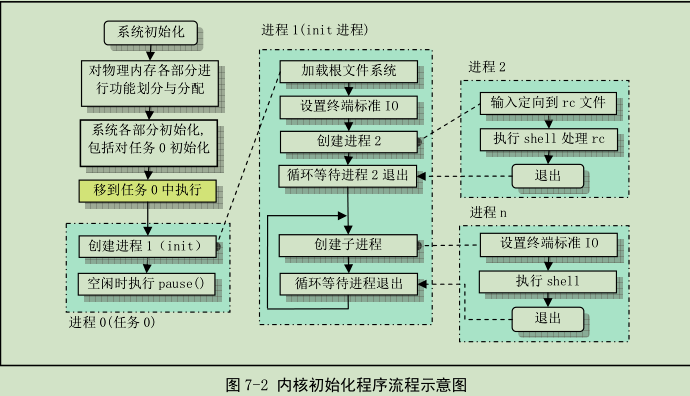 系统初始化
对物理内存各部分进
行功能划分与分配
系统各部分初始化,
包括对任务 0 初始化
移到任务 0 中执行
创建进程 1（init）
空闲时执行 pause()
进程 0(任务 0)
进程 1(init 进程)
加载根文件系统
设置终端标准 IO
创建进程 2
循环等待进程 2 退出
创建子进程
循环等待进程退出
进程 2
输入定向到 rc 文件
执行 shell 处理 rc
退出
进程 n
设置终端标准 IO
执行 shell
退出
图 7-2 内核初始化程序流程示意图